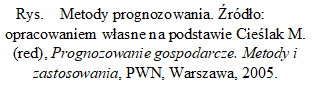 Rys. Metody prognozowania. Źródło:
opracowaniem własne na podstawie Cieślak M.
(red), Prognozowanie gospodarcze. Metody i
zastosowania, PWN, Warszawa, 2005.